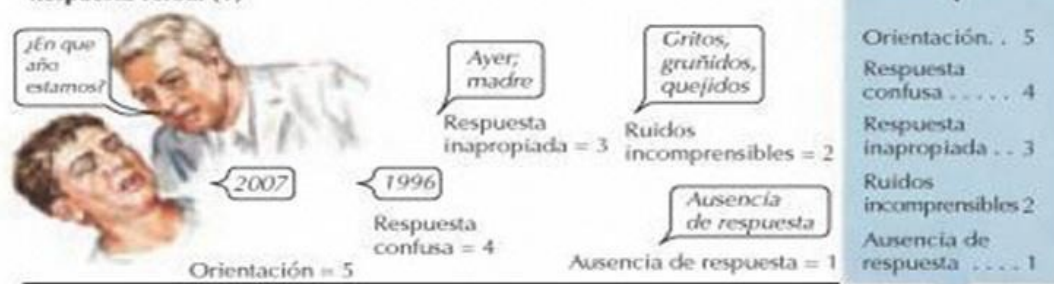 ¿En que
año
estamos?
2007
Orientación = 5
1996
Respuesta
confusa = 4
Ayer;
madre
Respuesta
inapropiada = 3
Gritos,
gruñidos,
quejidos
Ruidos
incomprensibles = 2
Ausencia
de respuesta
Ausencia de respuesta = 1
Orientación. . 5
Respuesta
confusa . . . . . 4
Respuesta
inapropiada . . 3
Ruidos
incomprensibles 2
Ausencia de
respuesta . . . . 1